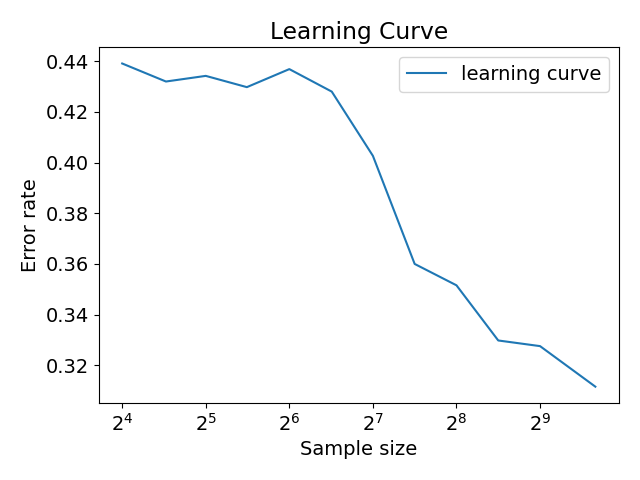 Learning Curve
learning curve
0.44
0.42
0.40
0.38
0.36
0.34
0.32
Error rate
2⁴ 2⁵ 2⁶ 2⁷ 2⁸ 2⁹
Sample size